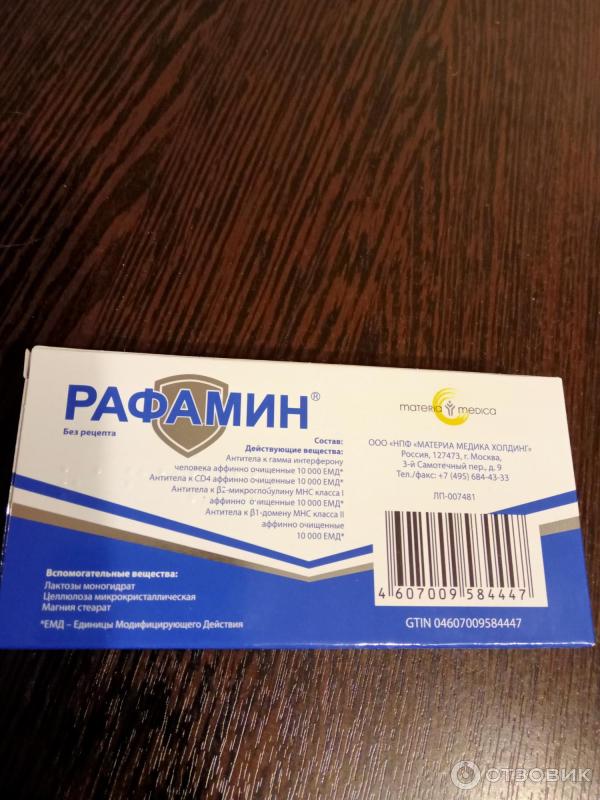 РАФАМИН®
Без рецепта
Состав:
Действующие вещества:
Антитела к гамма интерферону
человека аффинно очищенные 10 000 ЕМД*
Антитела к CD4 аффинно очищенные 10 000 ЕМД*
Антитела к β2-микроглобулину МНС класса I
аффинно очищенные 10 000 ЕМД*
Антитела к β1-домену МНС класса II
аффинно очищенные
10 000 ЕМД*
Вспомогательные вещества:
Лактозы моногидрат
Целлюлоза микрокристаллическая
Магния стеарат
*ЕМД – Единицы Модифицирующего Действия
materia medica
ООО «НПФ «МАТЕРИА МЕДИКА ХОЛДИНГ»
Россия, 127473, г. Москва,
3-й Самотечный пер., д. 9
Тел./факс: +7 (495) 684-43-33
ЛП-007481
4 607009 584447
GTIN 04607009584447
ОТЗОВИК